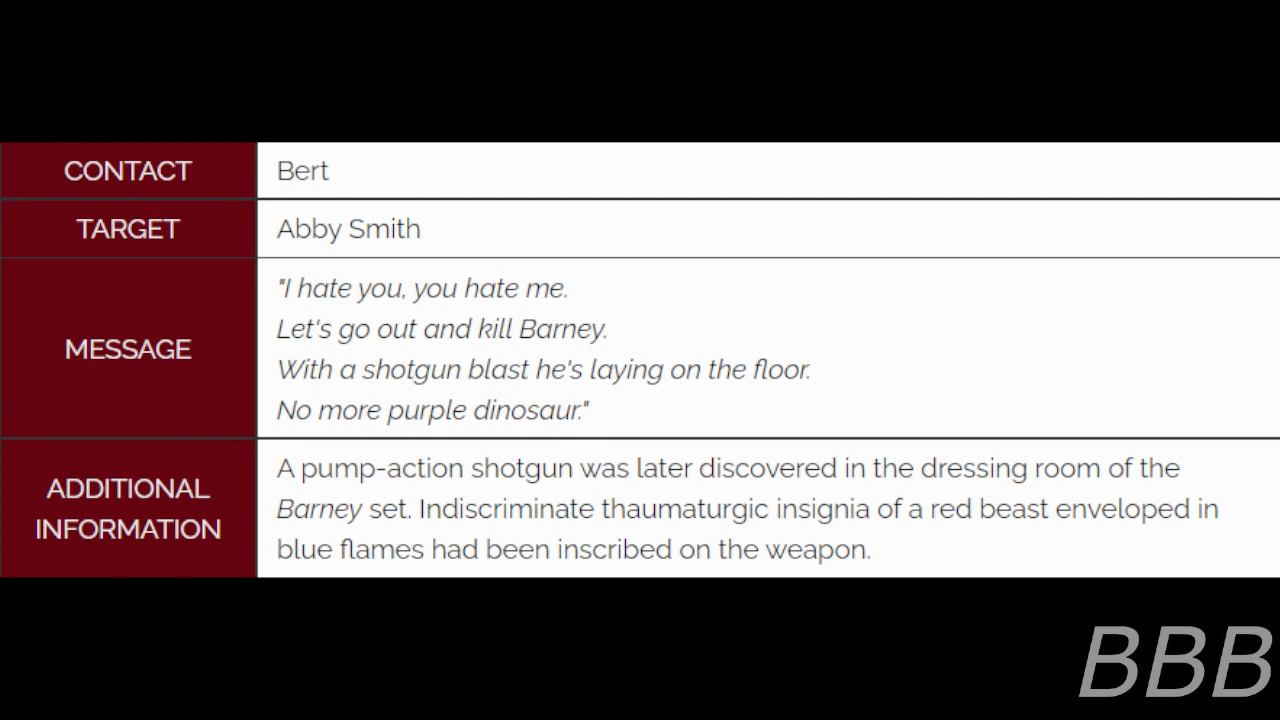 CONTACT
Bert
TARGET
Abby Smith
MESSAGE
"I hate you, you hate me.
Let's go out and kill Barney.
With a shotgun blast he's laying on the floor.
No more purple dinosaur."
ADDITIONAL
INFORMATION
A pump-action shotgun was later discovered in the dressing room of the
Barney set. Indiscriminate thaumaturgic insignia of a red beast enveloped in
blue flames had been inscribed on the weapon.
BBB